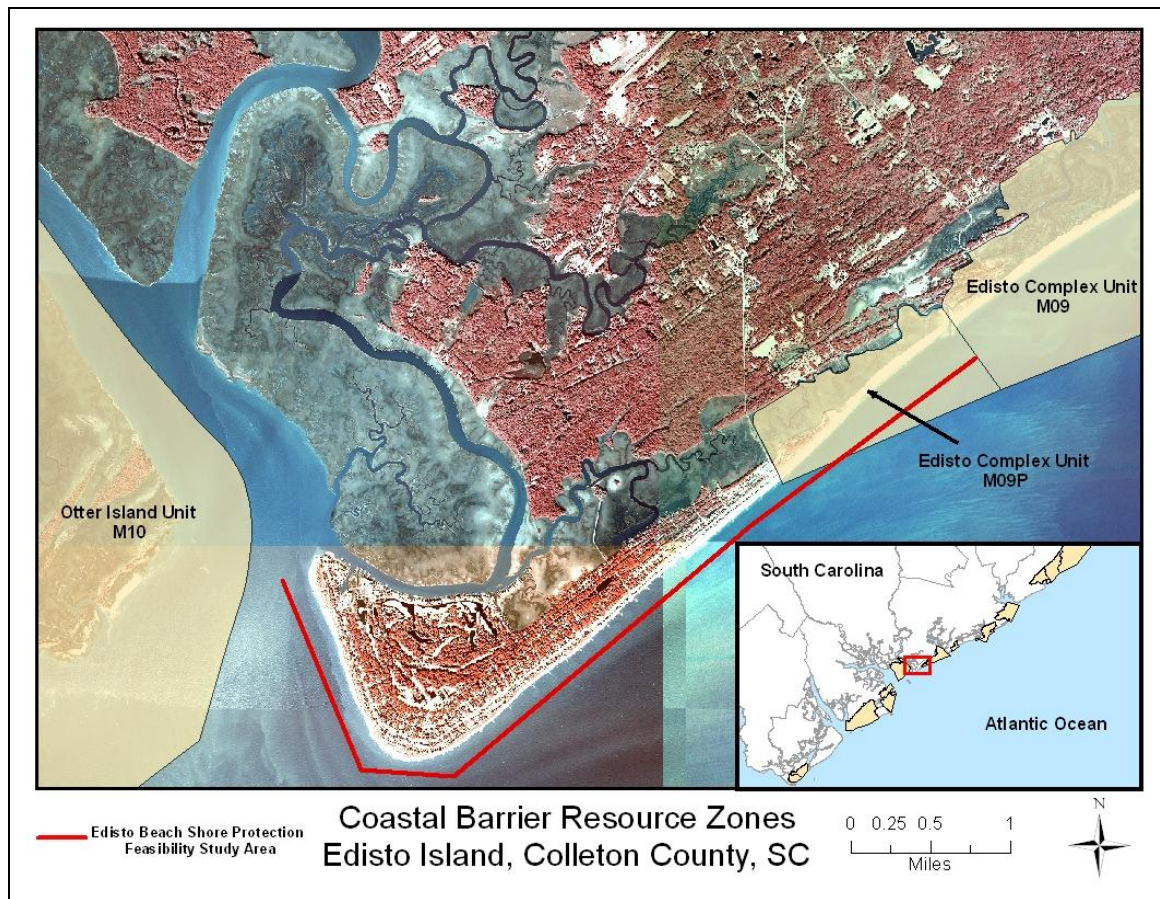 Edisto Complex Unit
M09
Edisto Complex Unit
M09P
Otter Island Unit
M10
South Carolina
Atlantic Ocean
Edisto Beach Shore Protection
Feasibility Study Area
Coastal Barrier Resource Zones
Edisto Island, Colleton County, SC
0 0.25 0.5 1
Miles
N